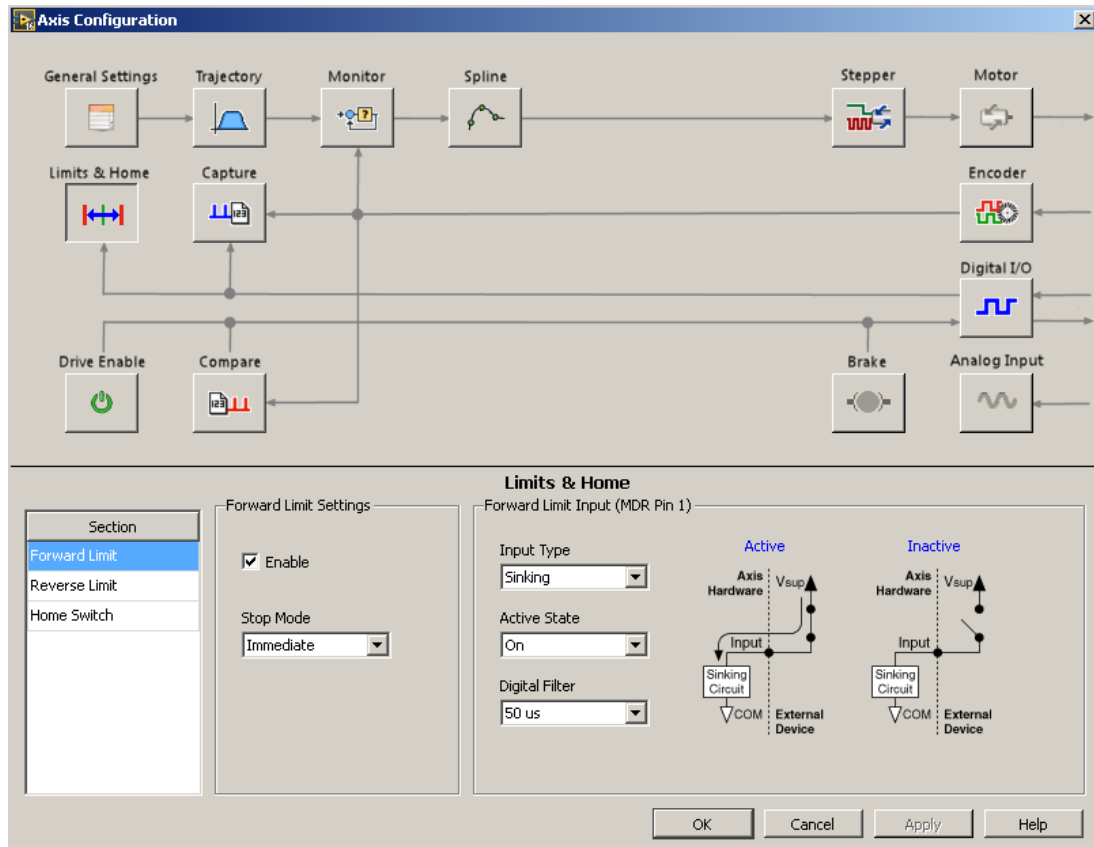 Axis Configuration
General Settings
Trajectory
Monitor
Spline
Stepper
Motor
Limits & Home
Capture
Encoder
123
Digital I/O
Drive Enable
Compare
Brake
Analog Input
123
Limits & Home
Section
Forward Limit
Reverse Limit
Home Switch
Forward Limit Settings
Enable
Stop Mode
Immediate
Forward Limit Input (MDR Pin 1)
Input Type
Sinking
Active State
On
Digital Filter
50 us
Active
Axis
Hardware
Vsup
Input
Sinking
Circuit
COM
External
Device
Inactive
Axis
Hardware
Vsup
Input
Sinking
Circuit
COM
External
Device
OK
Cancel
Apply
Help